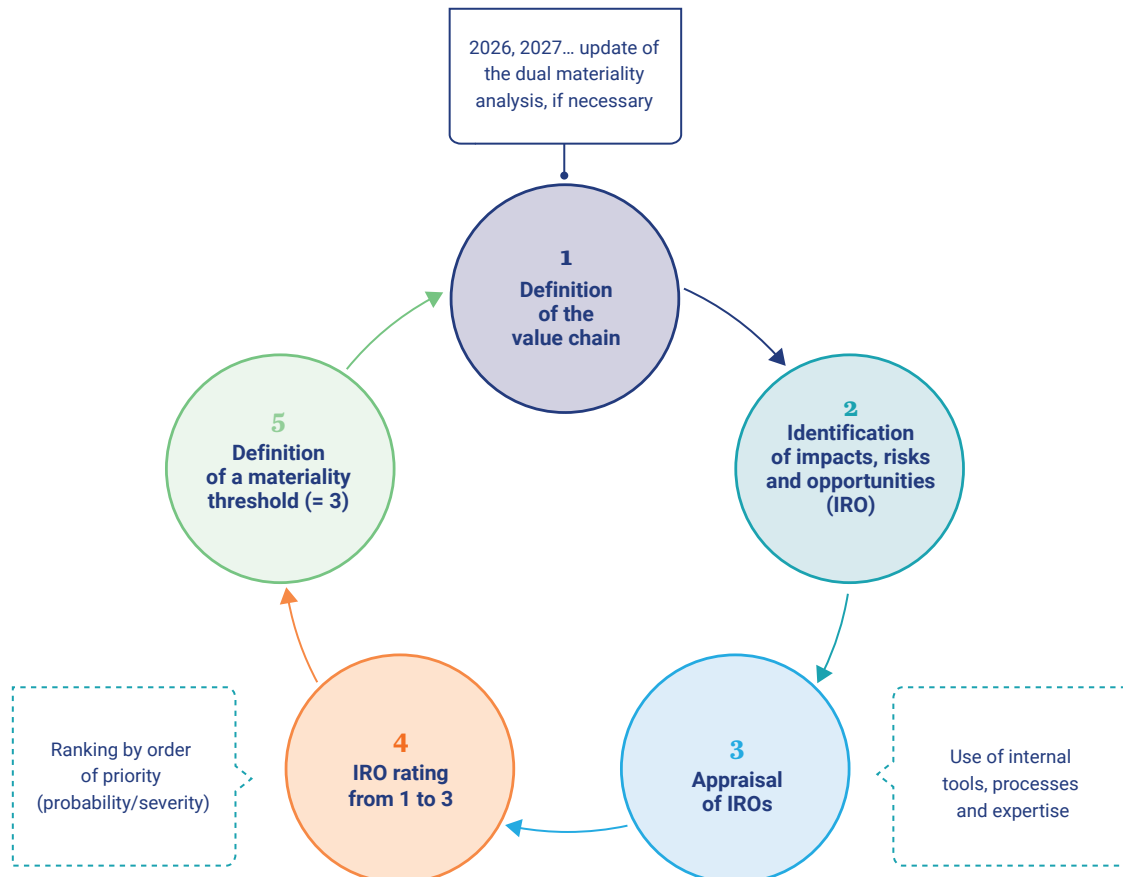 2026, 2027… update of
the dual materiality
analysis, if necessary
1
Definition
of the
value chain
2
Identification
of impacts, risks
and opportunities
(IRO)
3
Appraisal
of IROs
Use of internal
tools, processes
and expertise
4
IRO rating
from 1 to 3
Ranking by order
of priority
(probability/severity)
5
Definition
of a materiality
threshold (= 3)